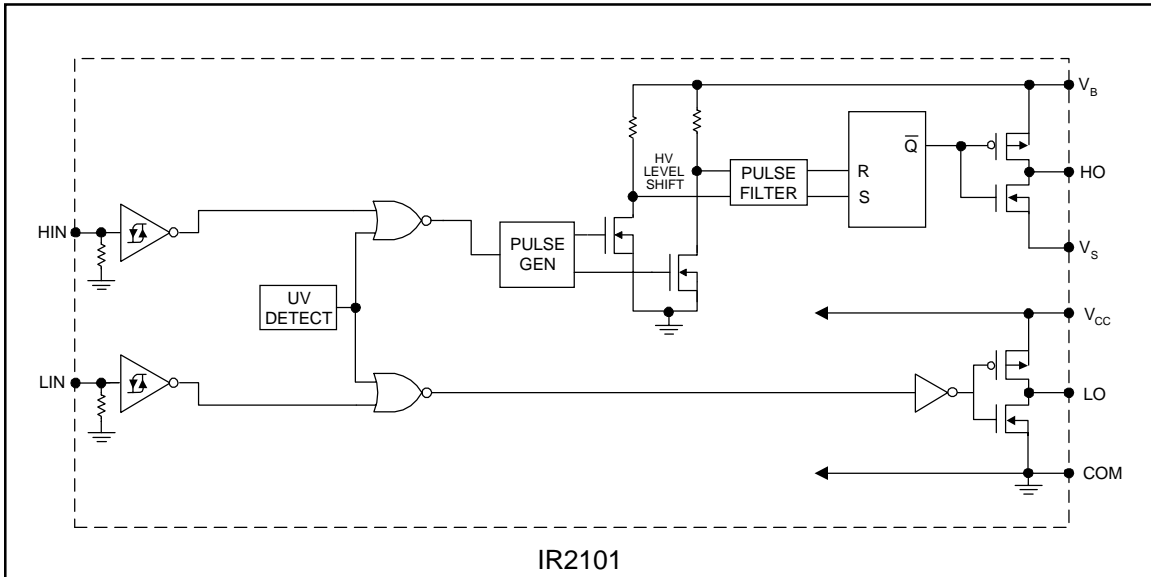 V_B
Q̅
HV
LEVEL
SHIFT
PULSE
FILTER
R
S
HO
HIN
PULSE
GEN
V_S
UV
DETECT
V_CC
LIN
LO
COM
IR2101